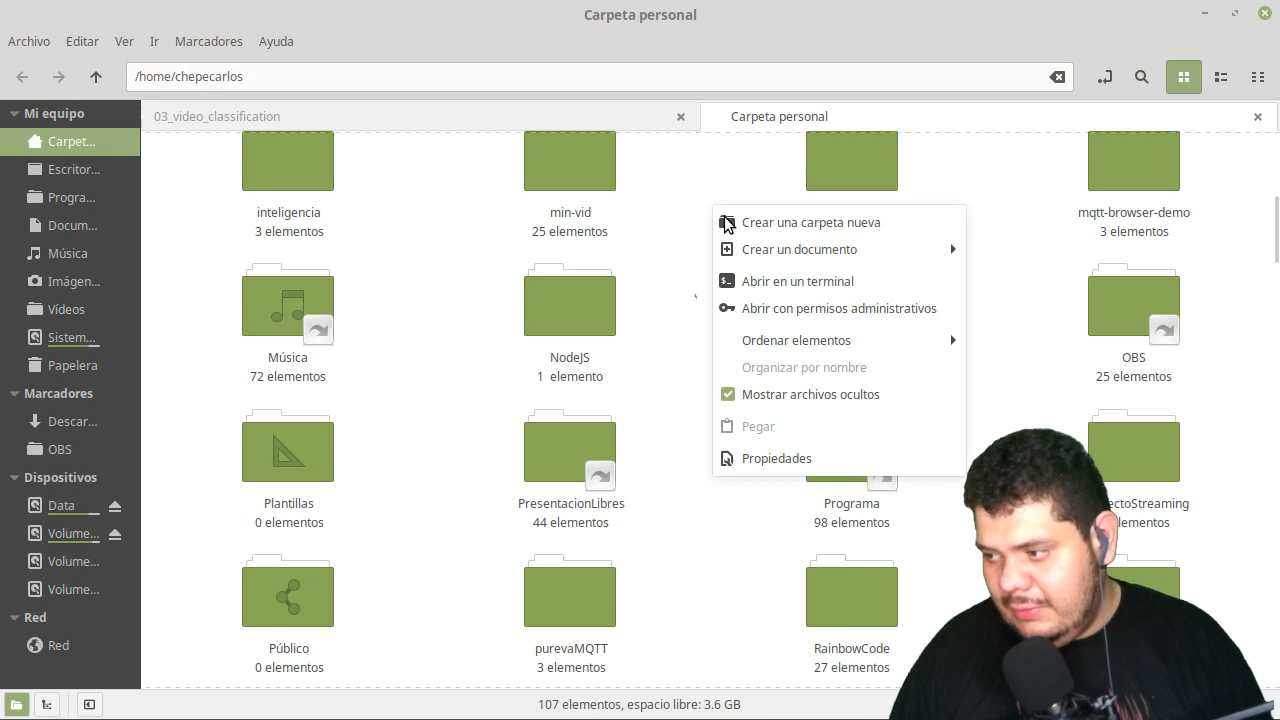 Carpeta personal
Archivo Editar Ver Ir Marcadores Ayuda
/home/chepecarlos
Mi equipo
Carpet...
Escritor...
Progra...
Docum...
Música
Imágen...
Vídeos
Sistem...
Papelera
Marcadores
Descar...
OBS
Dispositivos
Data
Volume...
Volume...
Volume...
Red
Red
03_video_classification
Carpeta personal
inteligencia
3 elementos
min-vid
25 elementos
mqtt-browser-demo
3 elementos
Música
72 elementos
NodeJS
1 elemento
OBS
25 elementos
Plantillas
0 elementos
PresentacionLibres
44 elementos
Programa
98 elementos
ectoStreaming
Público
0 elementos
purevaMQTT
3 elementos
RainbowCode
27 elementos
Crear una carpeta nueva
Crear un documento
Abrir en un terminal
Abrir con permisos administrativos
Ordenar elementos
Organizar por nombre
Mostrar archivos ocultos
Pegar
Propiedades
107 elementos, espacio libre: 3.6 GB